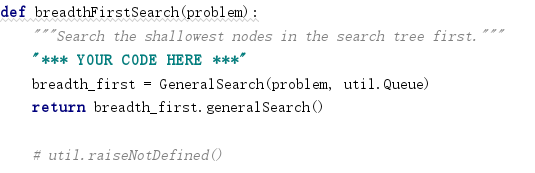 def breadthFirstSearch(problem):
"""Search the shallowest nodes in the search tree first."""
"*** YOUR CODE HERE ***"
breadth_first = GeneralSearch(problem, util.Queue)
return breadth_first.generalSearch()
# util.raiseNotDefined()